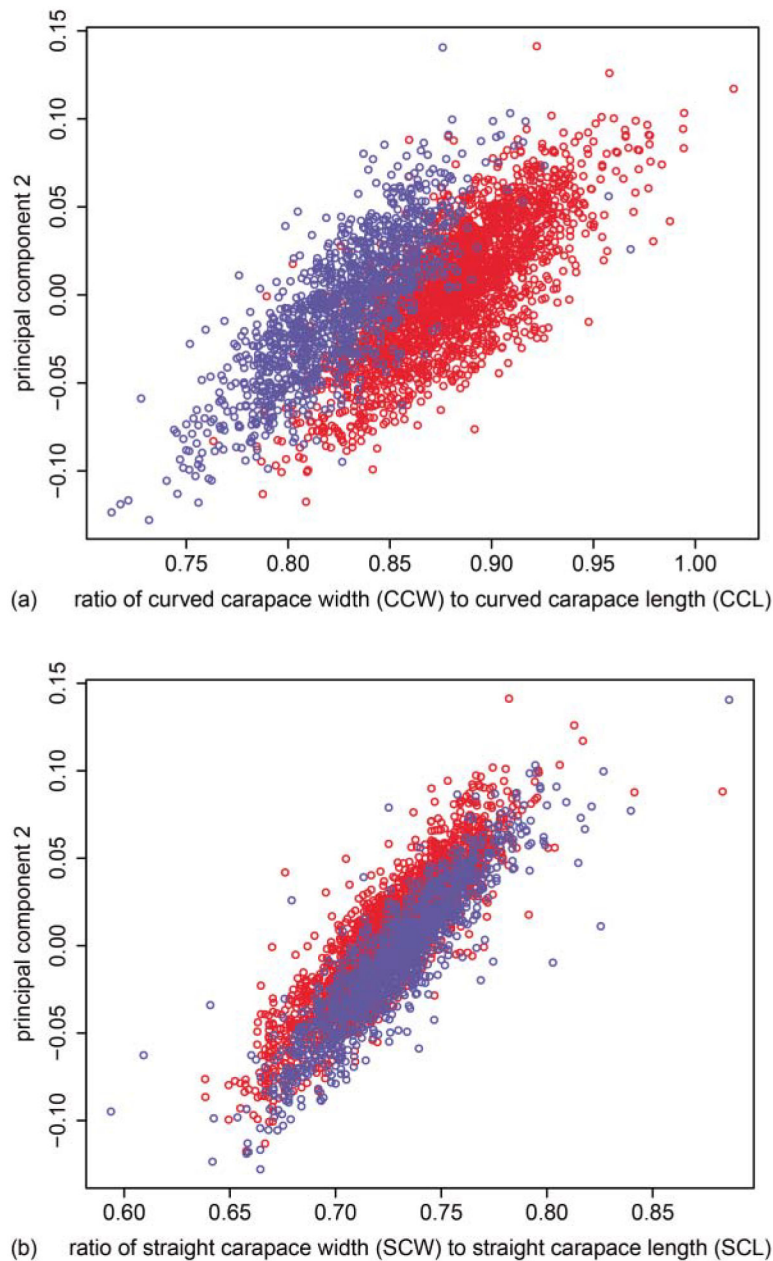 0.15
0.10
0.05
0.00
−0.05
−0.10
principal component 2
0.75 0.80 0.85 0.90 0.95 1.00
(a) ratio of curved carapace width (CCW) to curved carapace length (CCL)
0.15
0.10
0.05
0.00
−0.05
−0.10
principal component 2
0.60 0.65 0.70 0.75 0.80 0.85
(b) ratio of straight carapace width (SCW) to straight carapace length (SCL)